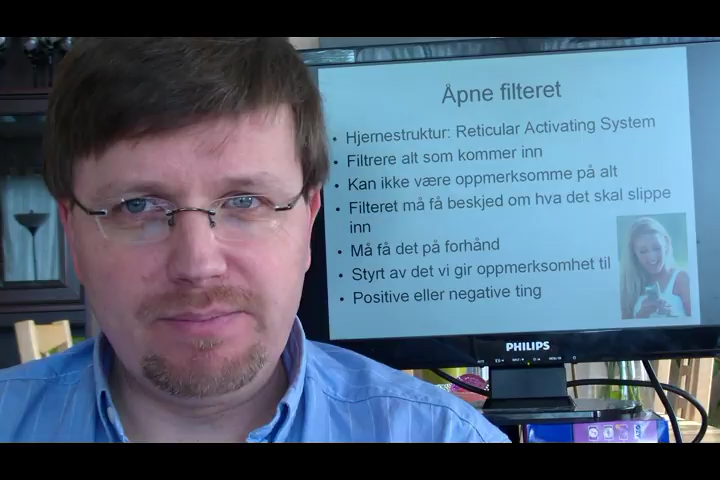 Åpne filteret
• Hjernestruktur: Reticular Activating System
• Filtrere alt som kommer inn
• Kan ikke være oppmerksomme på alt
• Filteret må få beskjed om hva det skal slippe
inn
• Må få det på forhånd
• Styrt av det vi gir oppmerksomhet til
• Positive eller negative ting
PHILIPS